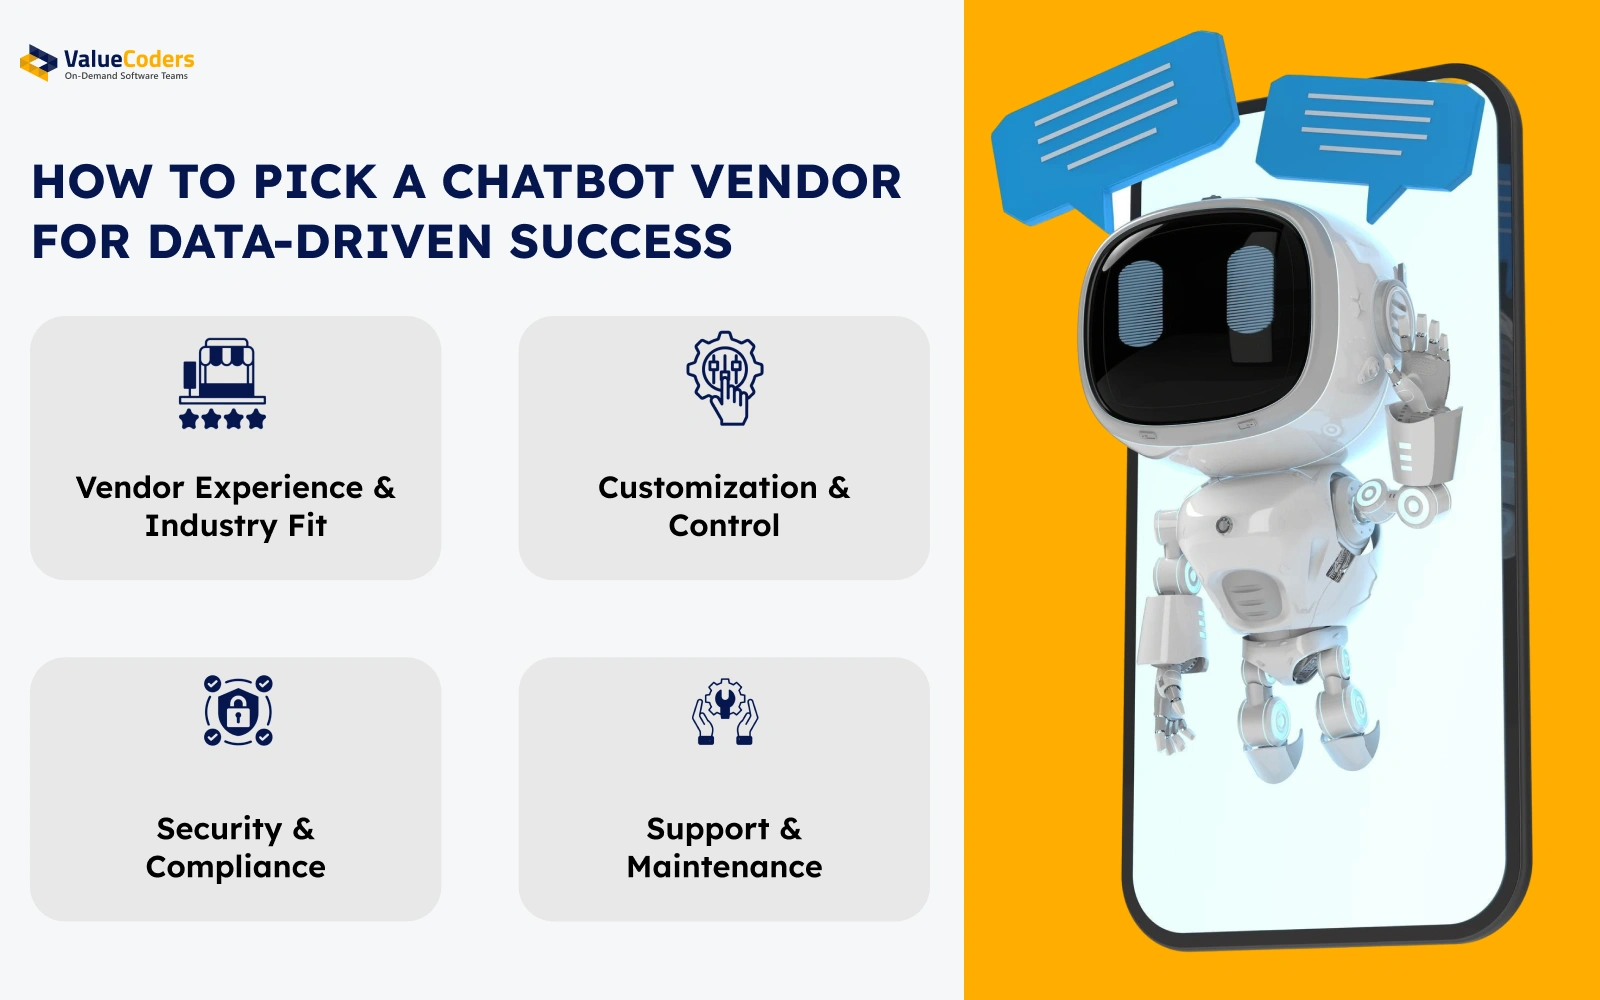 ValueCoders
On-Demand Software Teams
HOW TO PICK A CHATBOT VENDOR
FOR DATA-DRIVEN SUCCESS
Vendor Experience &
Industry Fit
Customization &
Control
Security &
Compliance
Support &
Maintenance